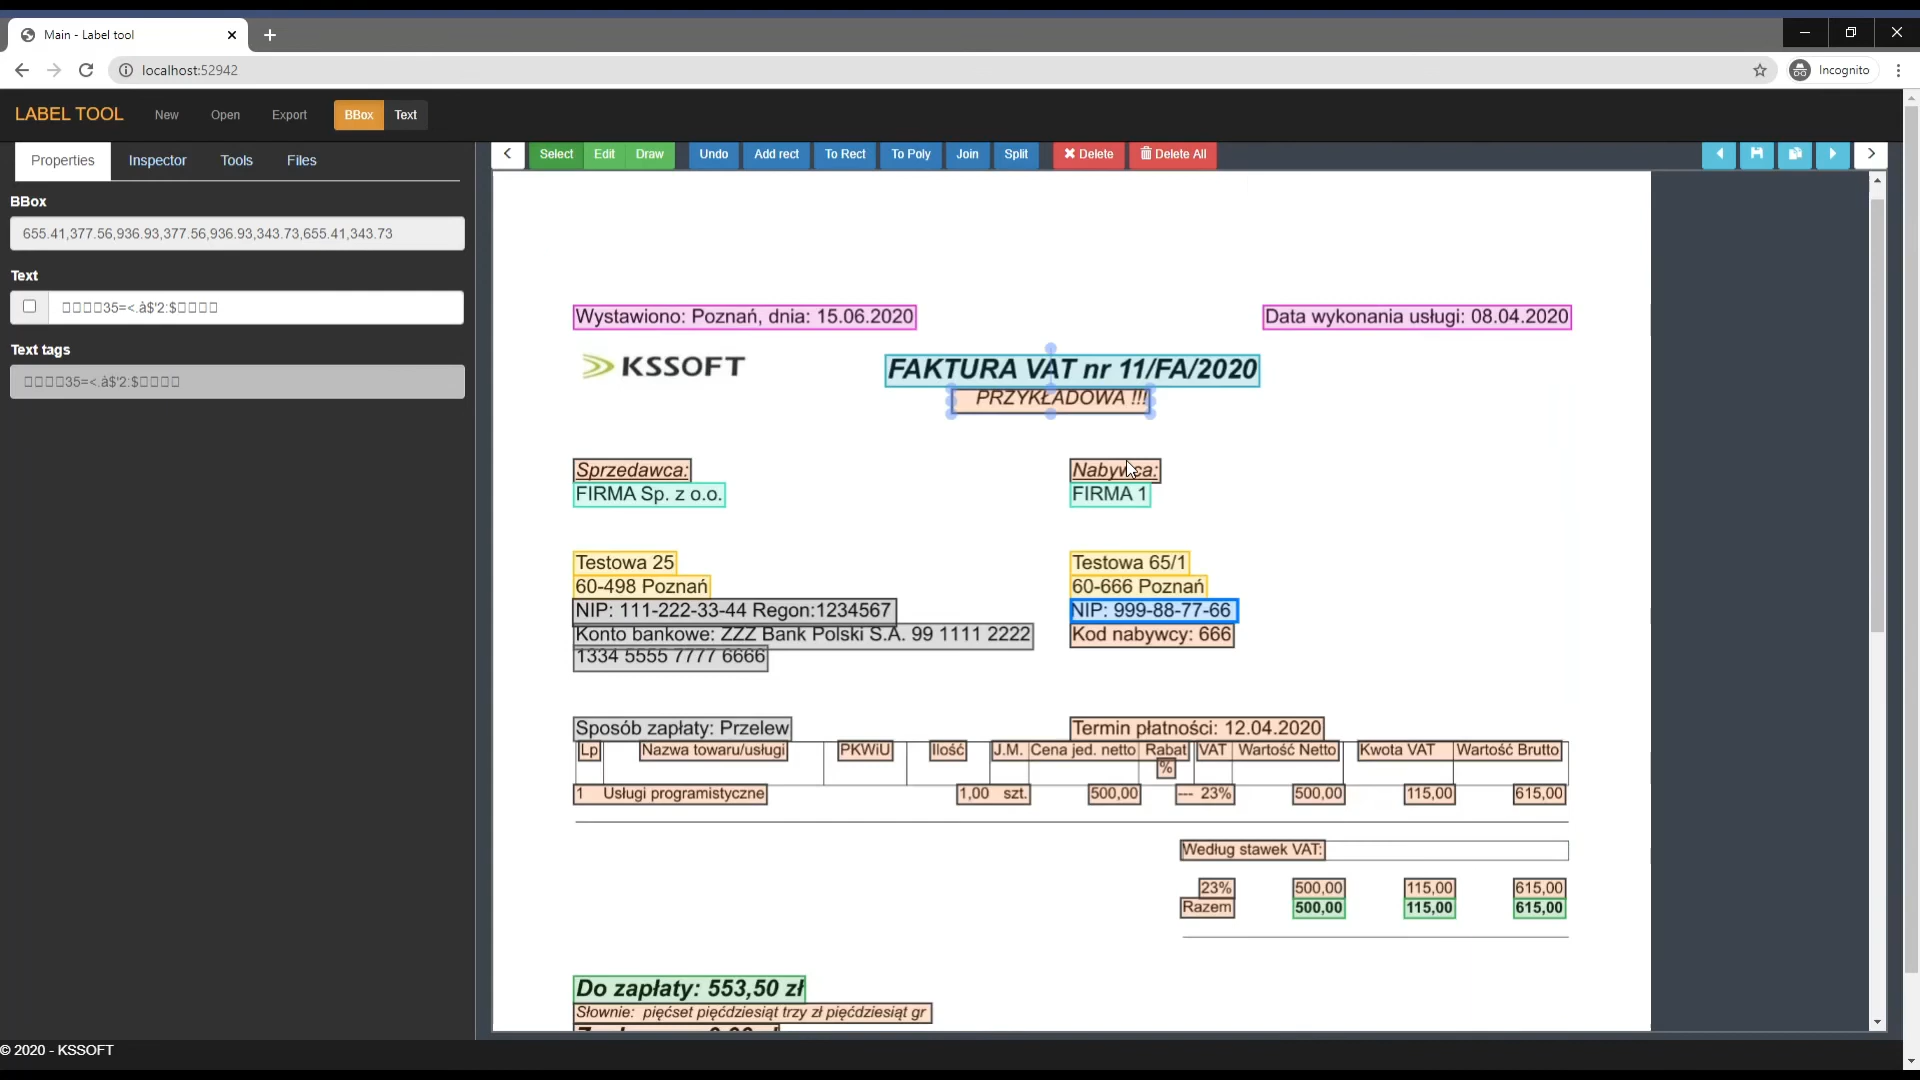 Main - Label tool
localhost:52942
Incognito
LABEL TOOL New Open Export BBox Text
Properties Inspector Tools Files
< Select Edit Draw Undo Add rect To Rect To Poly Join Split Delete Delete All >
BBox
655.41,377.56,936.93,377.56,936.93,343.73,655.41,343.73
Text
35=<.à$'2:$
Text tags
35=<.à$'2:$
Wystawiono: Poznań, dnia: 15.06.2020 Data wykonania usługi: 08.04.2020
KSSOFT FAKTURA VAT nr 11/FA/2020
PRZYKŁADOWA !!!
Sprzedawca: Nabywca:
FIRMA Sp. z o.o. FIRMA 1
Testowa 25 Testowa 65/1
60-498 Poznań 60-666 Poznań
NIP: 111-222-33-44 Regon:1234567 NIP: 999-88-77-66
Konto bankowe: ZZZ Bank Polski S.A. 99 1111 2222 Kod nabywcy: 666
1334 5555 7777 6666
Sposób zapłaty: Przelew Termin płatności: 12.04.2020
Lp Nazwa towaru/usługi PKWiU Ilość J.M. Cena jed. netto Rabat VAT Wartość Netto Kwota VAT Wartość Brutto
%
1 Usługi programistyczne 1,00 szt. 500,00 --- 23% 500,00 115,00 615,00
Według stawek VAT:
23% 500,00 115,00 615,00
Razem 500,00 115,00 615,00
Do zapłaty: 553,50 zł
Słownie: pięćset pięćdziesiąt trzy zł pięćdziesiąt gr
© 2020 - KSSOFT